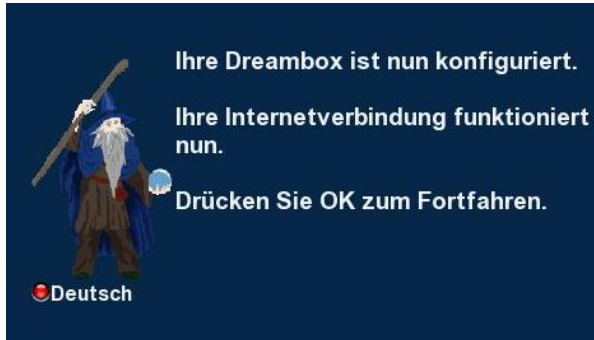 Ihre Dreambox ist nun konfiguriert.
Ihre Internetverbindung funktioniert
nun.
Drücken Sie OK zum Fortfahren.
Deutsch